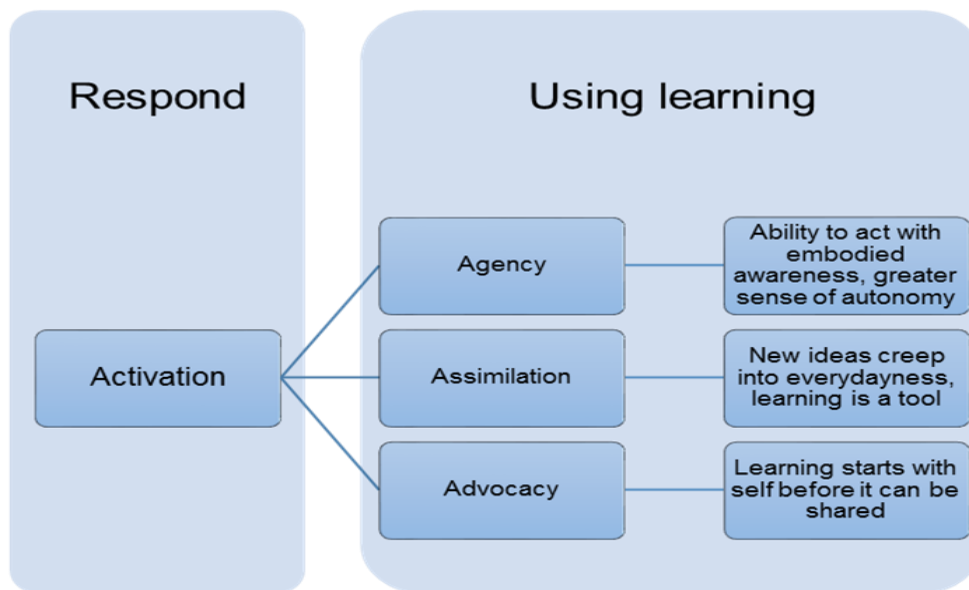 Respond
Using learning
Activation
Agency
Ability to act with
embodied
awareness, greater
sense of autonomy
Assimilation
New ideas creep
into everydayness,
learning is a tool
Advocacy
Learning starts with
self before it can be
shared